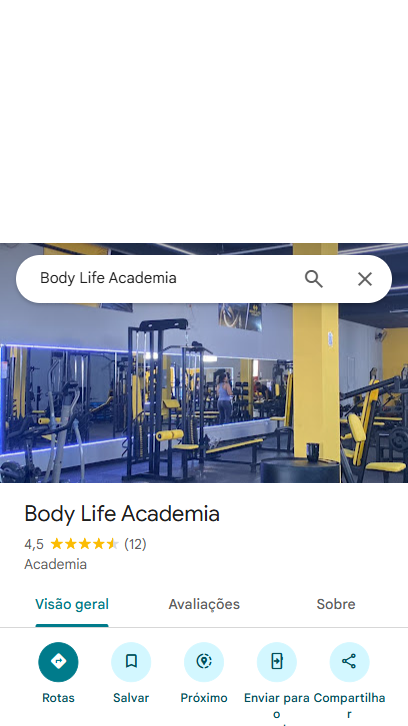 Body Life Academia
Body Life Academia
4,5 (12)
Academia
Visão geral Avaliações Sobre
Rotas Salvar Próximo Enviar para o Compartilhar